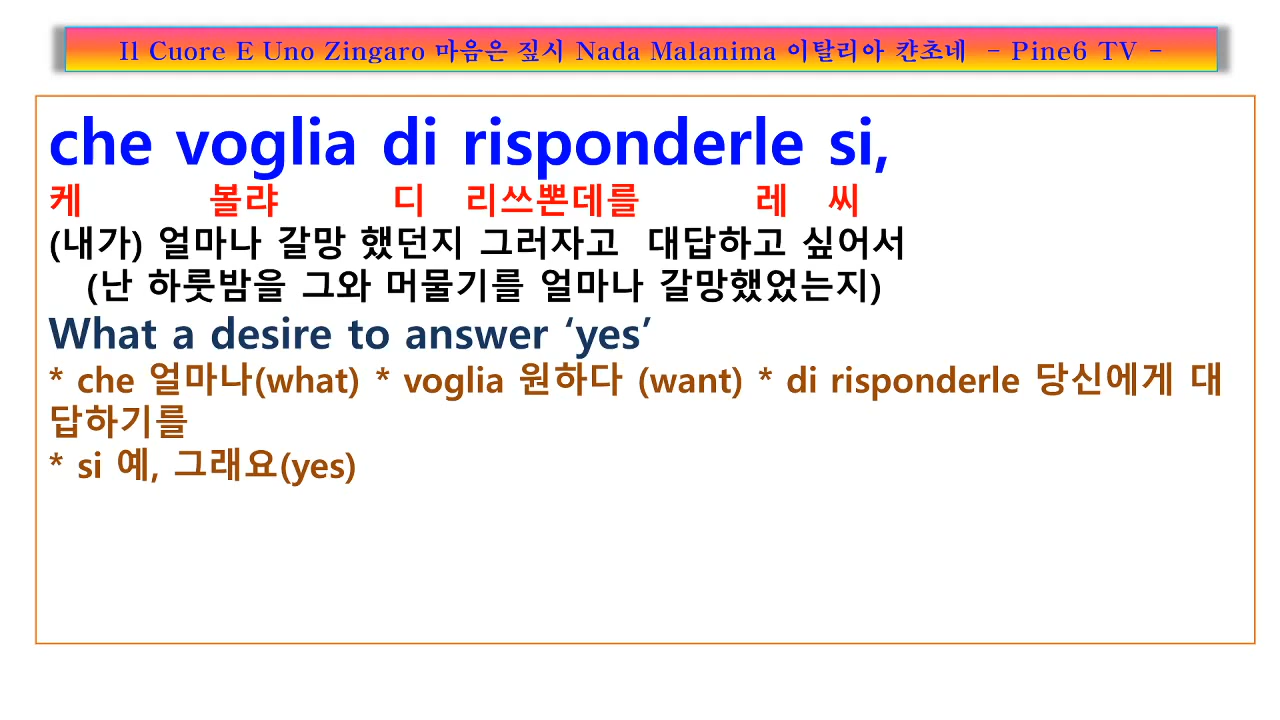 Il Cuore E Uno Zingaro 마음은 짚시 Nada Malanima 이탈리아 칸초네 - Pine6 TV -
che voglia di risponderle si,
케 볼랴 디 리쓰뽄데를 레 씨
(내가) 얼마나 갈망 했던지 그러자고 대답하고 싶어서
(난 하룻밤을 그와 머물기를 얼마나 갈망했었는지)
What a desire to answer ‘yes’
* che 얼마나(what) * voglia 원하다 (want) * di risponderle 당신에게 대
답하기를
* si 예, 그래요(yes)